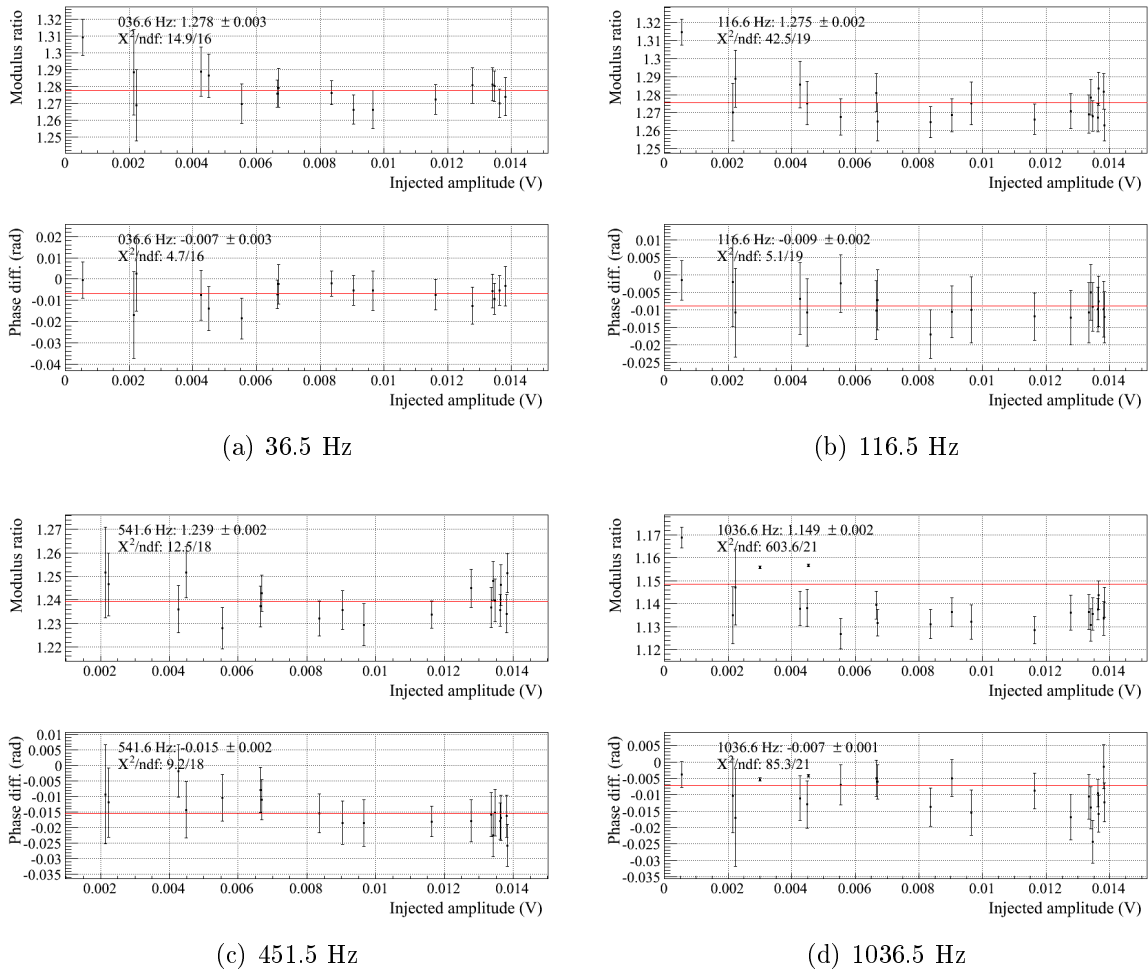 Modulus ratio
036.6 Hz: 1.278 ± 0.003
X²/ndf: 14.9/16
1.32
1.31
1.3
1.29
1.28
1.27
1.26
1.25
0 0.002 0.004 0.006 0.008 0.01 0.012 0.014
Injected amplitude (V)
Phase diff. (rad)
036.6 Hz: -0.007 ± 0.003
X²/ndf: 4.7/16
0.02
0.01
0
-0.01
-0.02
-0.03
-0.04
0 0.002 0.004 0.006 0.008 0.01 0.012 0.014
Injected amplitude (V)
(a) 36.5 Hz
Modulus ratio
116.6 Hz: 1.275 ± 0.002
X²/ndf: 42.5/19
1.32
1.31
1.3
1.29
1.28
1.27
1.26
1.25
0 0.002 0.004 0.006 0.008 0.01 0.012 0.014
Injected amplitude (V)
Phase diff. (rad)
116.6 Hz: -0.009 ± 0.002
X²/ndf: 5.1/19
0.01
0.005
0
-0.005
-0.01
-0.015
-0.02
-0.025
0 0.002 0.004 0.006 0.008 0.01 0.012 0.014
Injected amplitude (V)
(b) 116.5 Hz
Modulus ratio
541.6 Hz: 1.239 ± 0.002
X²/ndf: 12.5/18
1.27
1.26
1.25
1.24
1.23
1.22
0.002 0.004 0.006 0.008 0.01 0.012 0.014
Injected amplitude (V)
Phase diff. (rad)
541.6 Hz: -0.015 ± 0.002
X²/ndf: 9.2/18
0.01
0.005
0
-0.005
-0.01
-0.015
-0.02
-0.025
-0.03
-0.035
0.002 0.004 0.006 0.008 0.01 0.012 0.014
Injected amplitude (V)
(c) 451.5 Hz
Modulus ratio
1036.6 Hz: 1.149 ± 0.002
X²/ndf: 603.6/21
1.17
1.16
1.15
1.14
1.13
1.12
0 0.002 0.004 0.006 0.008 0.01 0.012 0.014
Injected amplitude (V)
Phase diff. (rad)
1036.6 Hz: -0.007 ± 0.001
X²/ndf: 85.3/21
0.005
0
-0.005
-0.01
-0.015
-0.02
-0.025
-0.03
-0.035
0 0.002 0.004 0.006 0.008 0.01 0.012 0.014
Injected amplitude (V)
(d) 1036.5 Hz